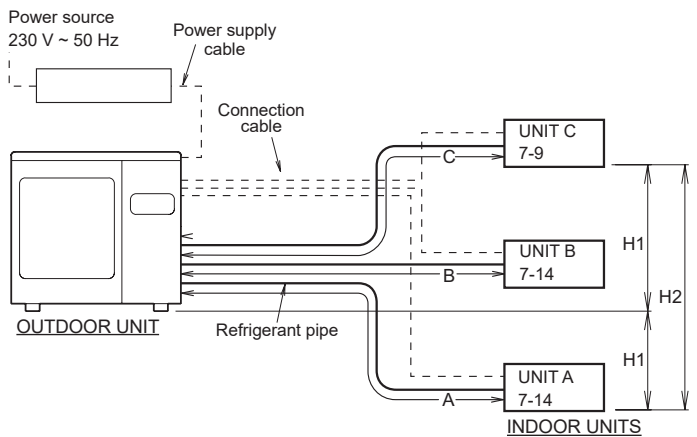 Power source
230 V ~ 50 Hz
Power supply
cable
Connection
cable
UNIT C
7-9
C
H1
UNIT B
7-14
B
H2
OUTDOOR UNIT
Refrigerant pipe
H1
UNIT A
7-14
A
INDOOR UNITS